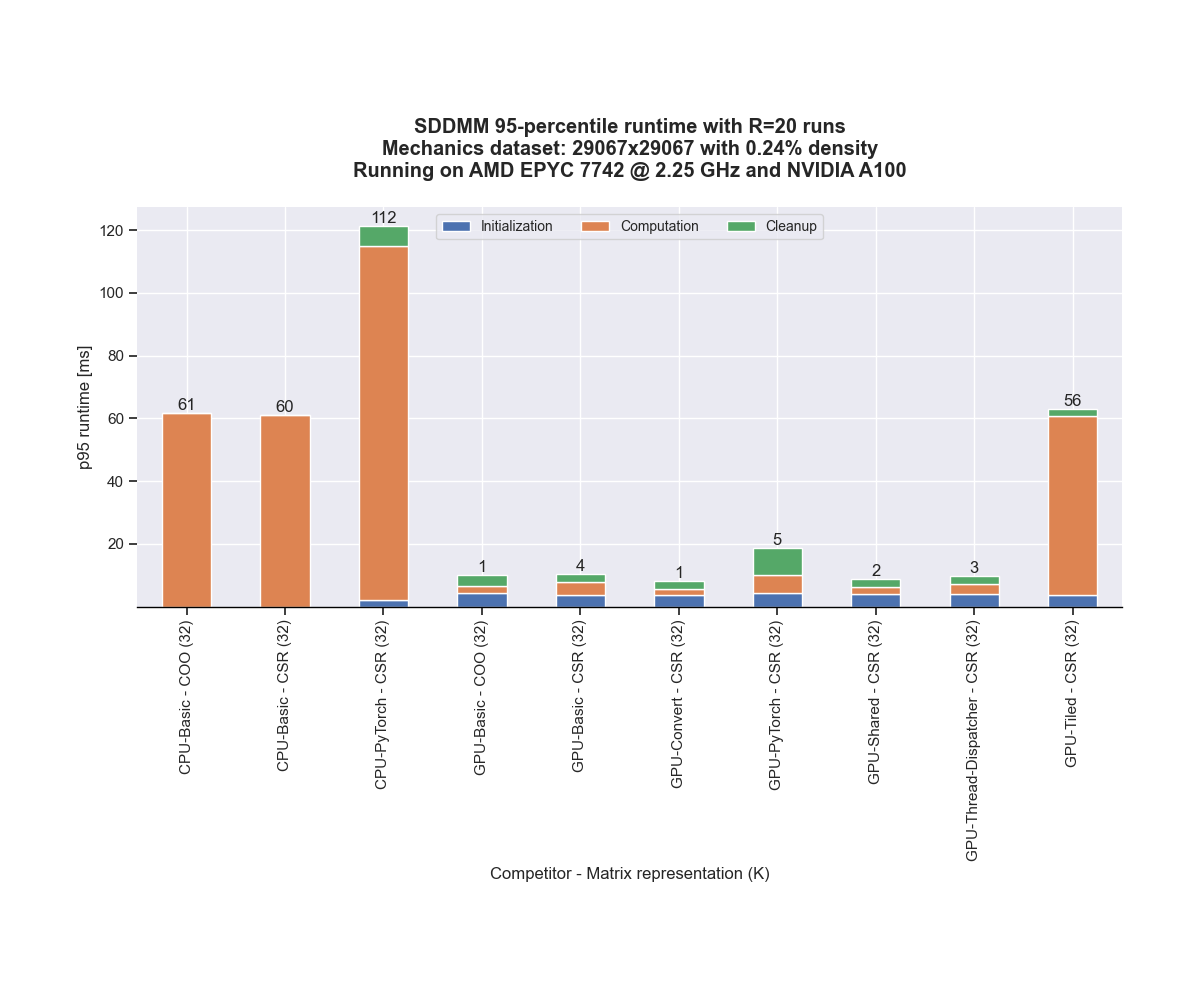 SDDMM 95-percentile runtime with R=20 runs
Mechanics dataset: 29067x29067 with 0.24% density
Running on AMD EPYC 7742 @ 2.25 GHz and NVIDIA A100
Initialization
Computation
Cleanup
p95 runtime [ms]
120
100
80
60
40
20
61
60
112
1
4
1
5
2
3
56
CPU-Basic - COO (32)
CPU-Basic - CSR (32)
CPU-PyTorch - CSR (32)
GPU-Basic - COO (32)
GPU-Basic - CSR (32)
GPU-Convert - CSR (32)
GPU-PyTorch - CSR (32)
GPU-Shared - CSR (32)
GPU-Thread-Dispatcher - CSR (32)
GPU-Tiled - CSR (32)
Competitor - Matrix representation (K)